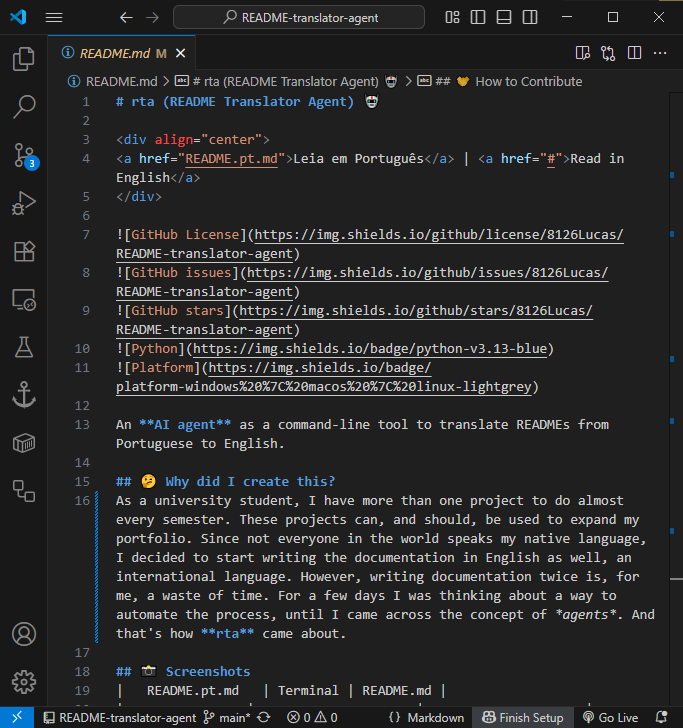 README-translator-agent
README.md M
README.md > # rta (README Translator Agent) 🤖 > ## 🤝 How to Contribute
1 # rta (README Translator Agent) 🤖
2
3 <div align="center">
4 <a href="README.pt.md">Leia em Português</a> | <a href="#">Read in
English</a>
5 </div>
6
7 ![GitHub License](https://img.shields.io/github/license/8126Lucas/
README-translator-agent)
8 ![GitHub issues](https://img.shields.io/github/issues/8126Lucas/
README-translator-agent)
9 ![GitHub stars](https://img.shields.io/github/stars/8126Lucas/
README-translator-agent)
10 ![Python](https://img.shields.io/badge/python-v3.13-blue)
11 ![Platform](https://img.shields.io/badge/
platform-windows%20%7C%20macos%20%7C%20linux-lightgrey)
12
13 An **AI agent** as a command-line tool to translate READMEs from
Portuguese to English.
14
15 ## 🤔 Why did I create this?
16 As a university student, I have more than one project to do almost
every semester. These projects can, and should, be used to expand my
portfolio. Since not everyone in the world speaks my native language,
I decided to start writing the documentation in English as well, an
international language. However, writing documentation twice is, for
me, a waste of time. For a few days I was thinking about a way to
automate the process, until I came across the concept of *agents*. And
that's how **rta** came about.
17
18 ## 📸 Screenshots
19 | README.pt.md | Terminal | README.md |
3
README-translator-agent main* 0 0 {} Markdown Finish Setup Go Live